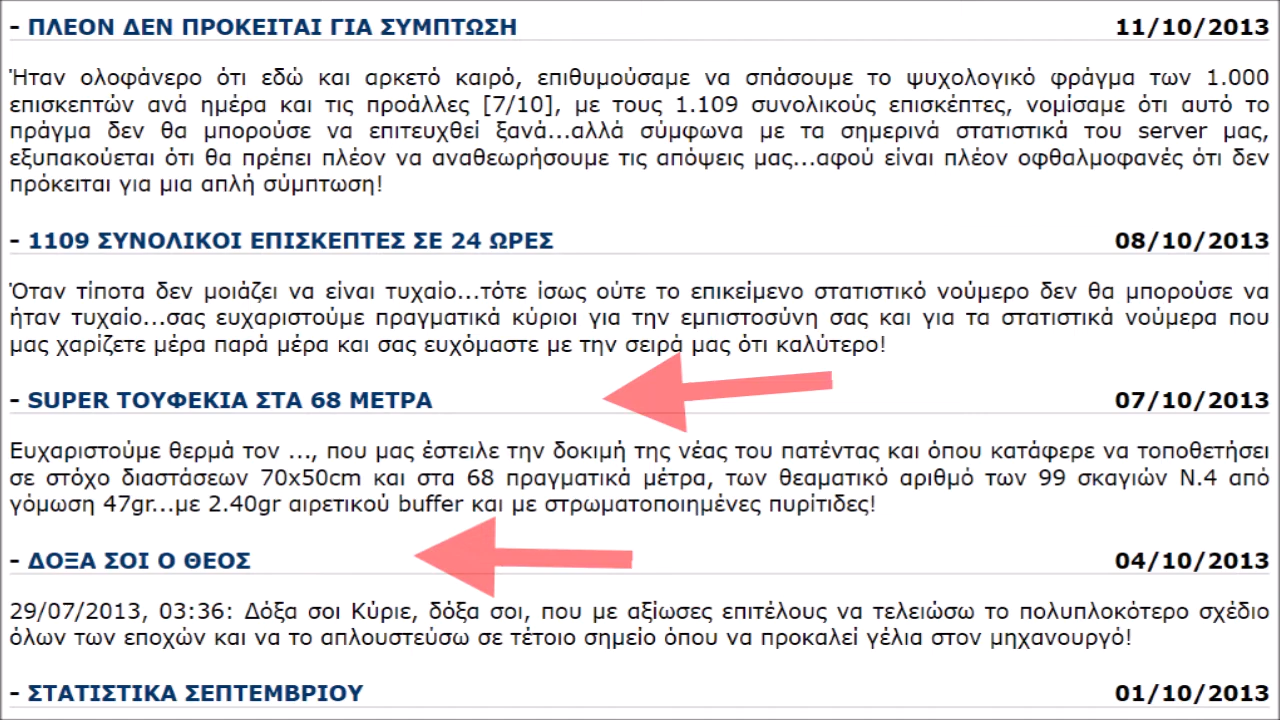 - ΠΛΕΟΝ ΔΕΝ ΠΡΟΚΕΙΤΑΙ ΓΙΑ ΣΥΜΠΤΩΣΗ 11/10/2013
Ήταν ολοφάνερο ότι εδώ και αρκετό καιρό, επιθυμούσαμε να σπάσουμε το ψυχολογικό φράγμα των 1.000
επισκεπτών ανά ημέρα και τις προάλλες [7/10], με τους 1.109 συνολικούς επισκέπτες, νομίσαμε ότι αυτό το
πράγμα δεν θα μπορούσε να επιτευχθεί ξανά...αλλά σύμφωνα με τα σημερινά στατιστικά του server μας,
εξυπακούεται ότι θα πρέπει πλέον να αναθεωρήσουμε τις απόψεις μας...αφού είναι πλέον οφθαλμοφανές ότι δεν
πρόκειται για μια απλή σύμπτωση!
- 1109 ΣΥΝΟΛΙΚΟΙ ΕΠΙΣΚΕΠΤΕΣ ΣΕ 24 ΩΡΕΣ 08/10/2013
Όταν τίποτα δεν μοιάζει να είναι τυχαίο...τότε ίσως ούτε το επικείμενο στατιστικό νούμερο δεν θα μπορούσε να
ήταν τυχαίο...σας ευχαριστούμε πραγματικά κύριοι για την εμπιστοσύνη σας και για τα στατιστικά νούμερα που
μας χαρίζετε μέρα παρά μέρα και σας ευχόμαστε με την σειρά μας ότι καλύτερο!
- SUPER ΤΟΥΦΕΚΙΑ ΣΤΑ 68 ΜΕΤΡΑ 07/10/2013
Ευχαριστούμε θερμά τον ..., που μας έστειλε την δοκιμή της νέας του πατέντας και όπου κατάφερε να τοποθετήσει
σε στόχο διαστάσεων 70x50cm και στα 68 πραγματικά μέτρα, των θεαματικό αριθμό των 99 σκαγιών Ν.4 από
γόμωση 47gr...με 2.40gr αιρετικού buffer και με στρωματοποιημένες πυρίτιδες!
- ΔΟΞΑ ΣΟΙ Ο ΘΕΟΣ 04/10/2013
29/07/2013, 03:36: Δόξα σοι Κύριε, δόξα σοι, που με αξίωσες επιτέλους να τελειώσω το πολυπλοκότερο σχέδιο
όλων των εποχών και να το απλουστεύσω σε τέτοιο σημείο όπου να προκαλεί γέλια στον μηχανουργό!
- ΣΤΑΤΙΣΤΙΚΑ ΣΕΠΤΕΜΒΡΙΟΥ 01/10/2013